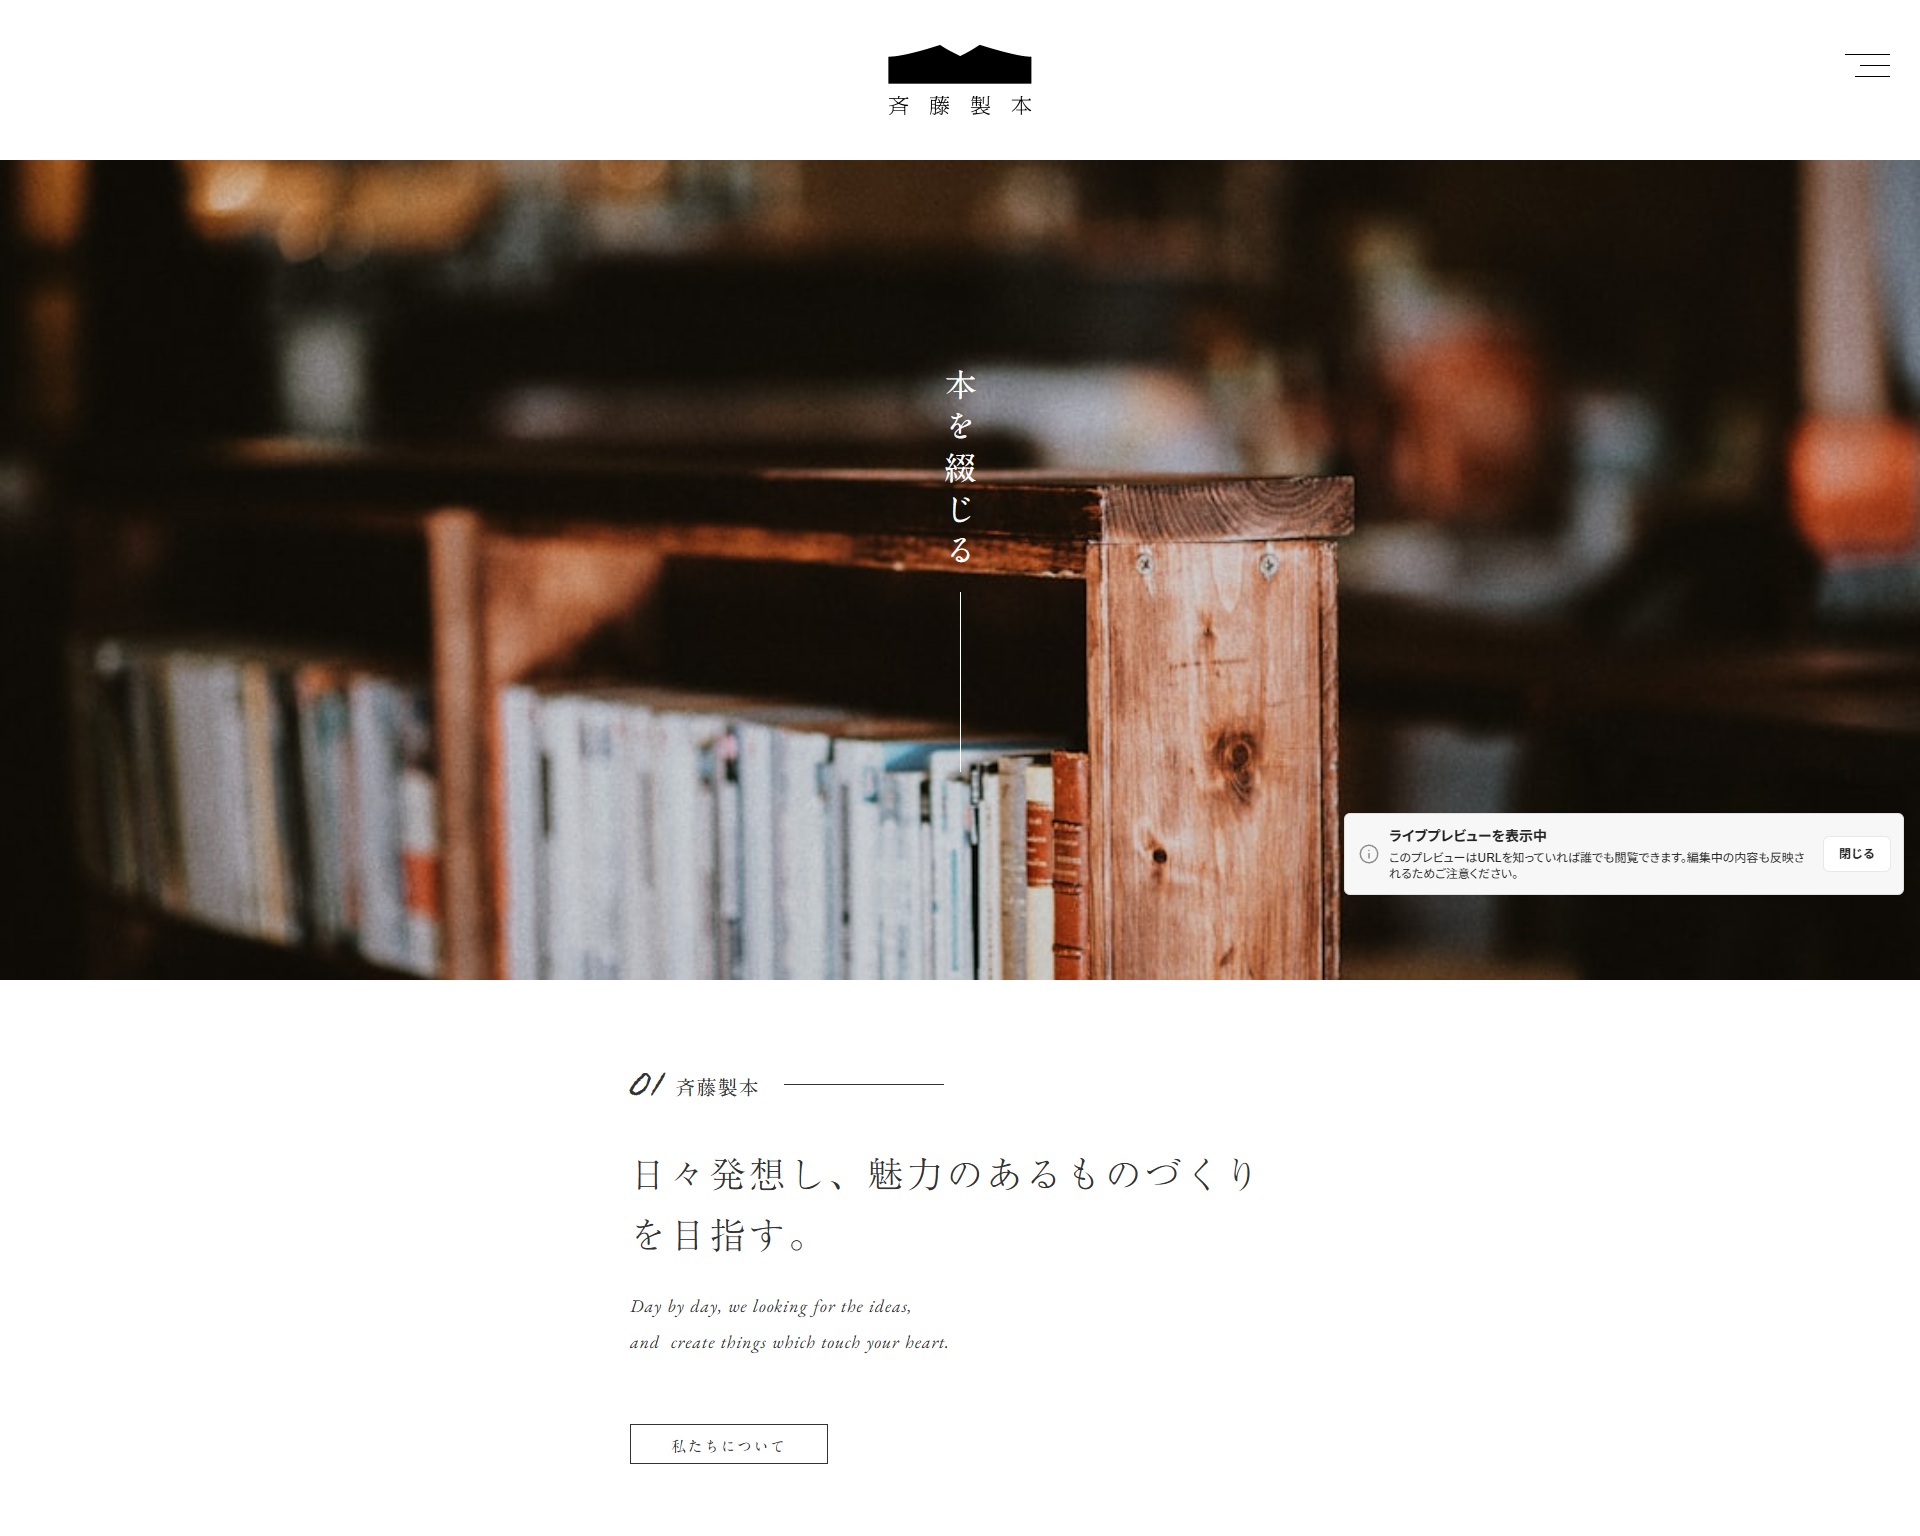 斉藤製本
本を綴じる
ライブプレビューを表示中
このプレビューはURLを知っていれば誰でも閲覧できます。編集中の内容も反映さ
れるためご注意ください。
閉じる
01 斉藤製本
日々発想し、魅力のあるものづくり
を目指す。
Day by day, we looking for the ideas,
and create things which touch your heart.
私たちについて